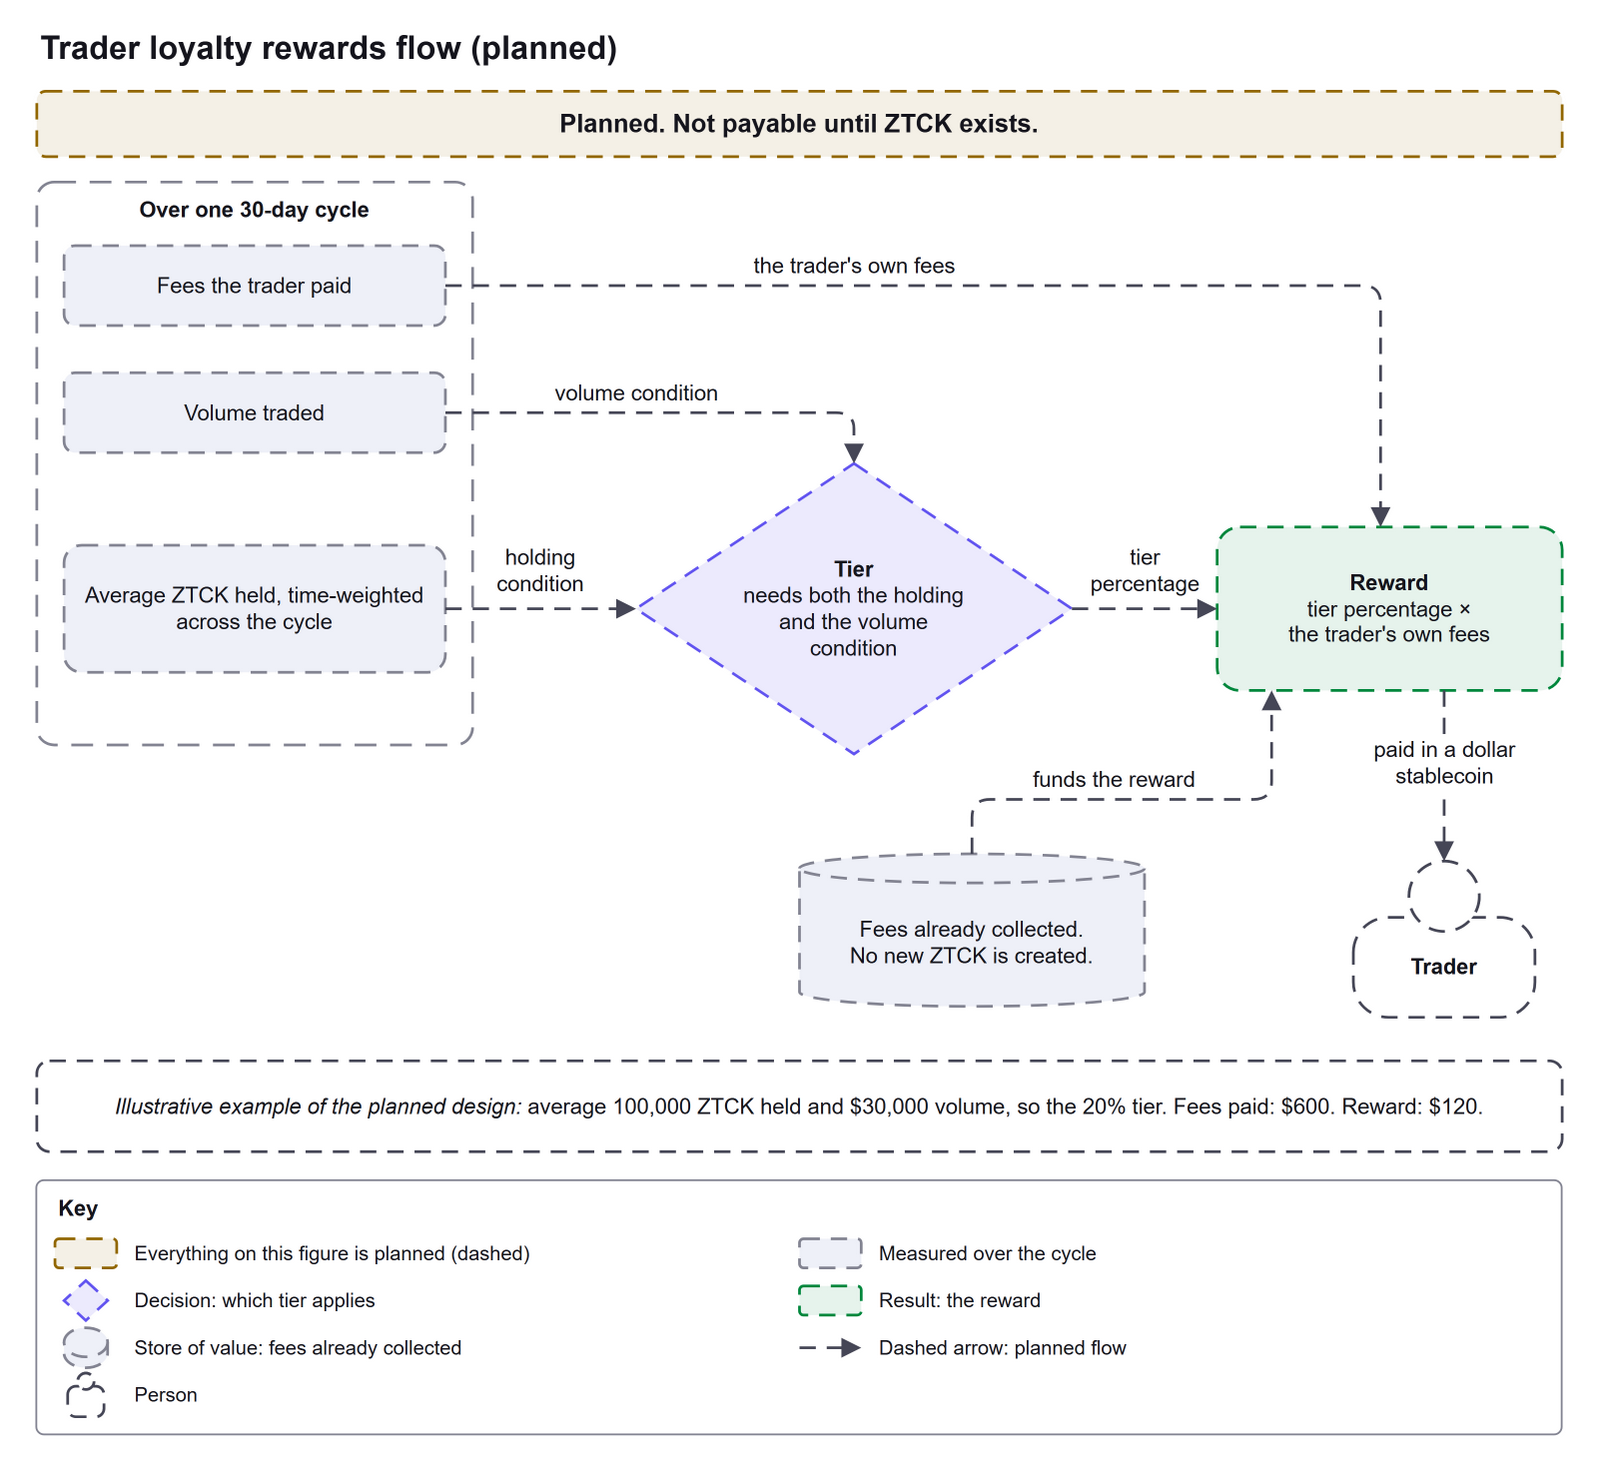 Trader loyalty rewards flow (planned)
Planned. Not payable until ZTCK exists.
Over one 30-day cycle
Fees the trader paid
the trader's own fees
Volume traded
volume condition
Average ZTCK held, time-weighted
across the cycle
holding
condition
Tier
needs both the holding
and the volume
condition
tier
percentage
Reward
tier percentage ×
the trader's own fees
funds the reward
paid in a dollar
stablecoin
Fees already collected.
No new ZTCK is created.
Trader
Illustrative example of the planned design: average 100,000 ZTCK held and $30,000 volume, so the 20% tier. Fees paid: $600. Reward: $120.
Key
Everything on this figure is planned (dashed)
Measured over the cycle
Decision: which tier applies
Result: the reward
Store of value: fees already collected
Dashed arrow: planned flow
Person